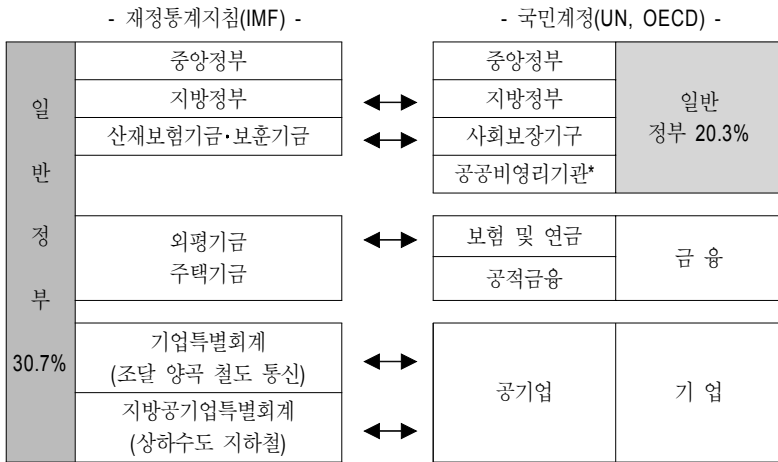 - 재정통계지침(IMF) -
- 국민계정(UN, OECD) -
일
반
정
부
30.7%
중앙정부
지방정부
산재보험기금·보훈기금
외평기금
주택기금
기업특별회계
(조달 양곡 철도 통신)
지방공기업특별회계
(상하수도 지하철)
중앙정부
지방정부
사회보장기구
공공비영리기관*
일반
정부 20.3%
보험 및 연금
공적금융
금 융
공기업
기 업